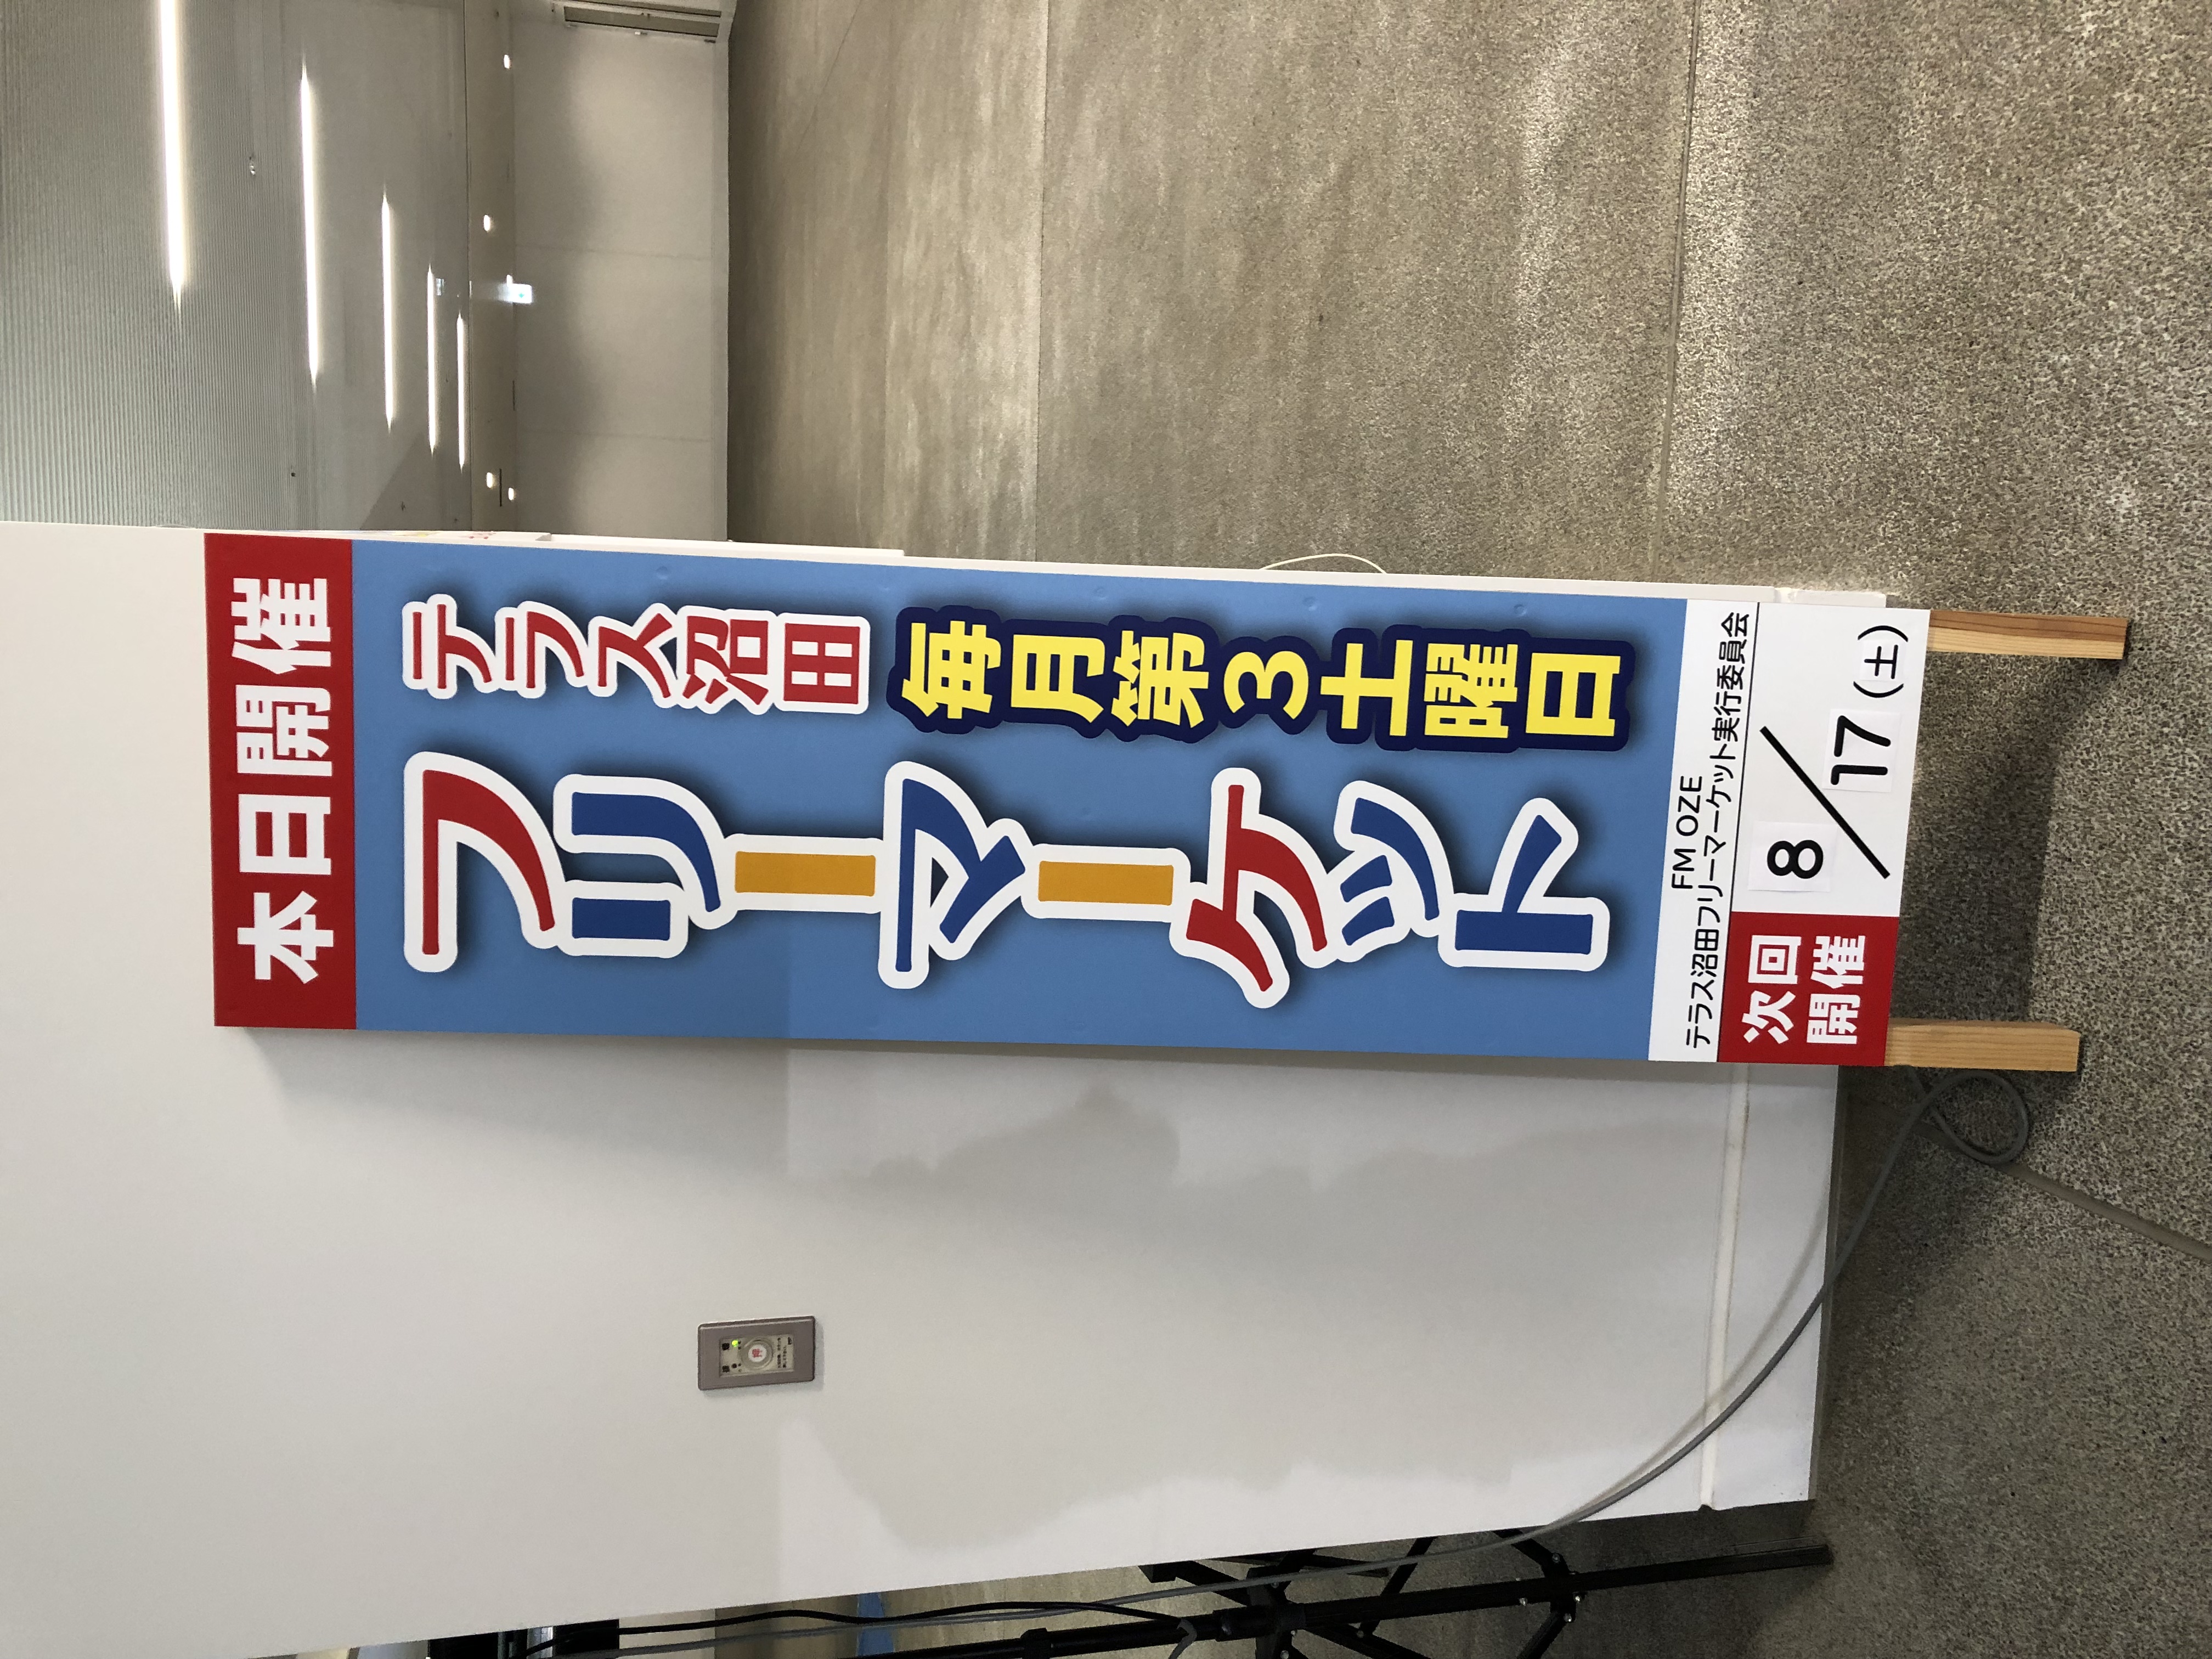 本日開催
テラス沼田
毎月第3土曜日
フリーマーケット
FM OZE
テラス沼田フリーマーケット実行委員会
次回
開催
8/17(土)